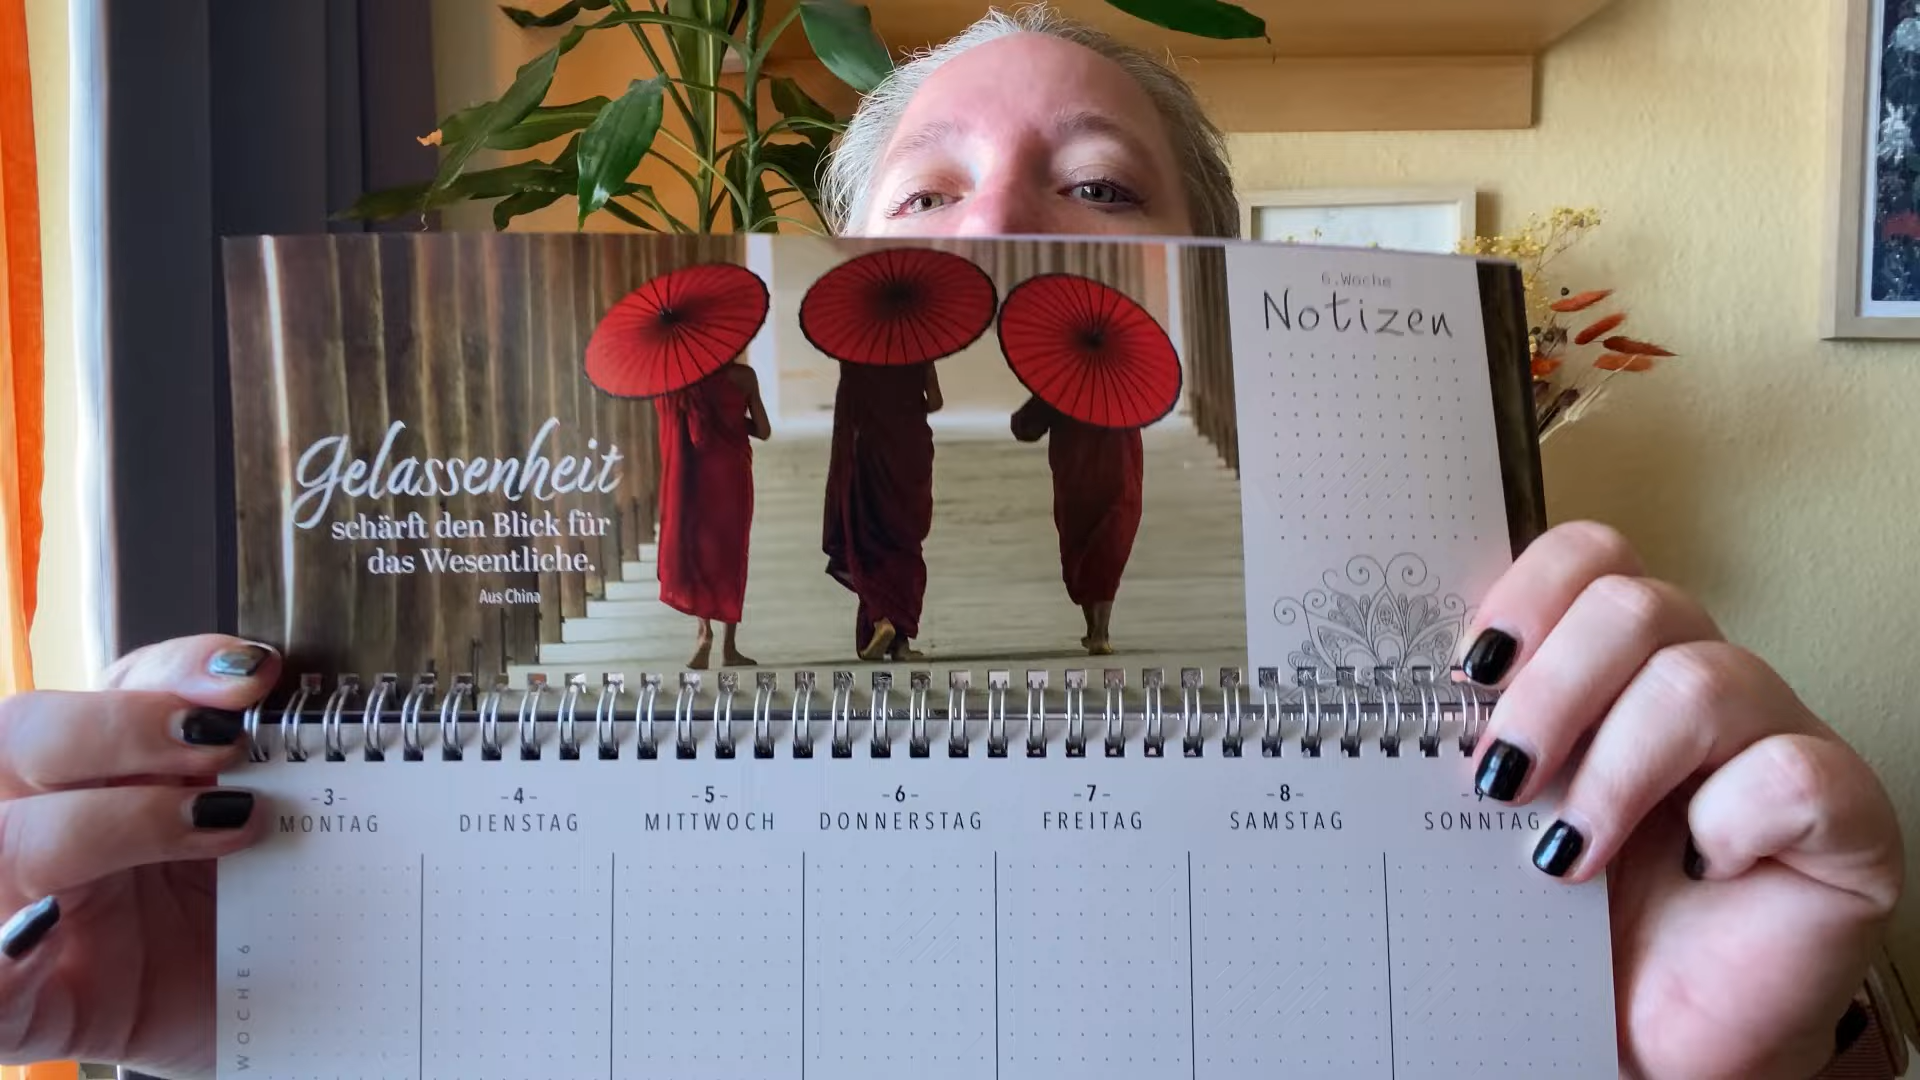 6.Woche
Notizen
Gelassenheit
schärft den Blick für
das Wesentliche.
Aus China
-3- -4- -5- -6- -7- -8- -9-
MONTAG DIENSTAG MITTWOCH DONNERSTAG FREITAG SAMSTAG SONNTAG
WOCHE 6